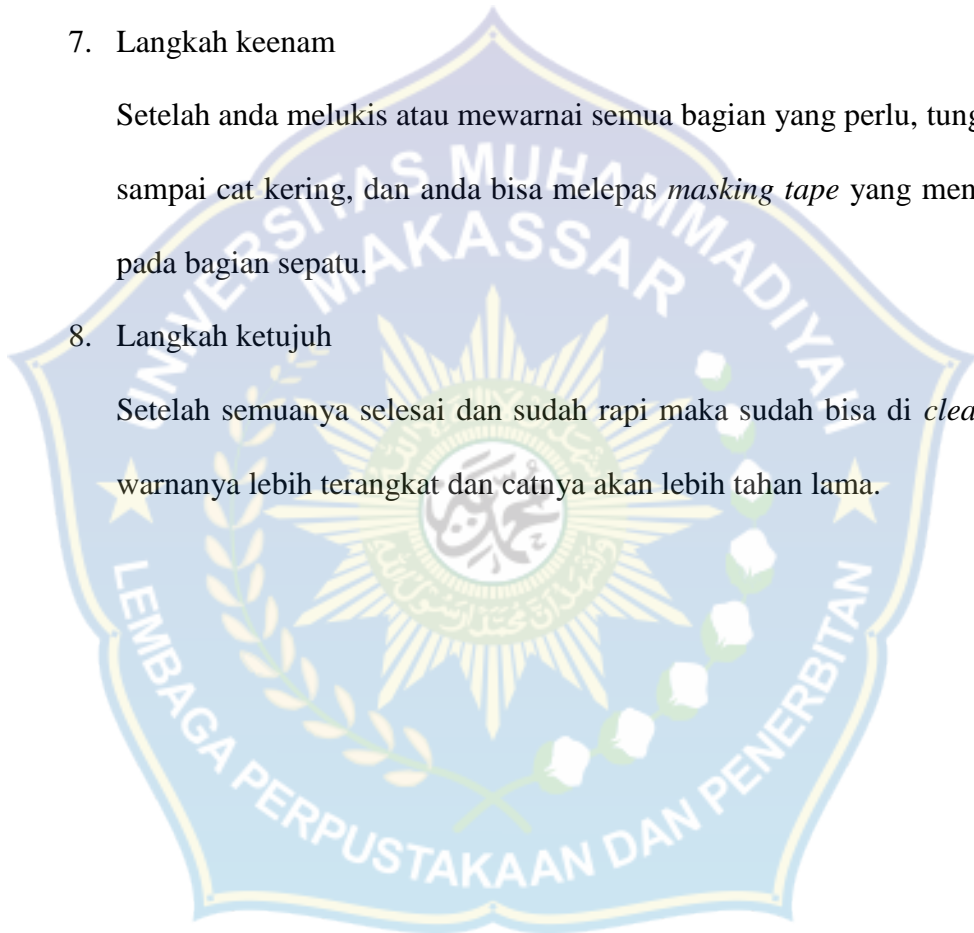 7. Langkah keenam
Setelah anda melukis atau mewarnai semua bagian yang perlu, tung
sampai cat kering, dan anda bisa melepas masking tape yang men
pada bagian sepatu.
8. Langkah ketujuh
Setelah semuanya selesai dan sudah rapi maka sudah bisa di clea
warnanya lebih terangkat dan catnya akan lebih tahan lama.
UNIVERSITAS MUHAMMADIYAH
MAKASSAR
LEMBAGA PERPUSTAKAAN DAN PENERBITAN